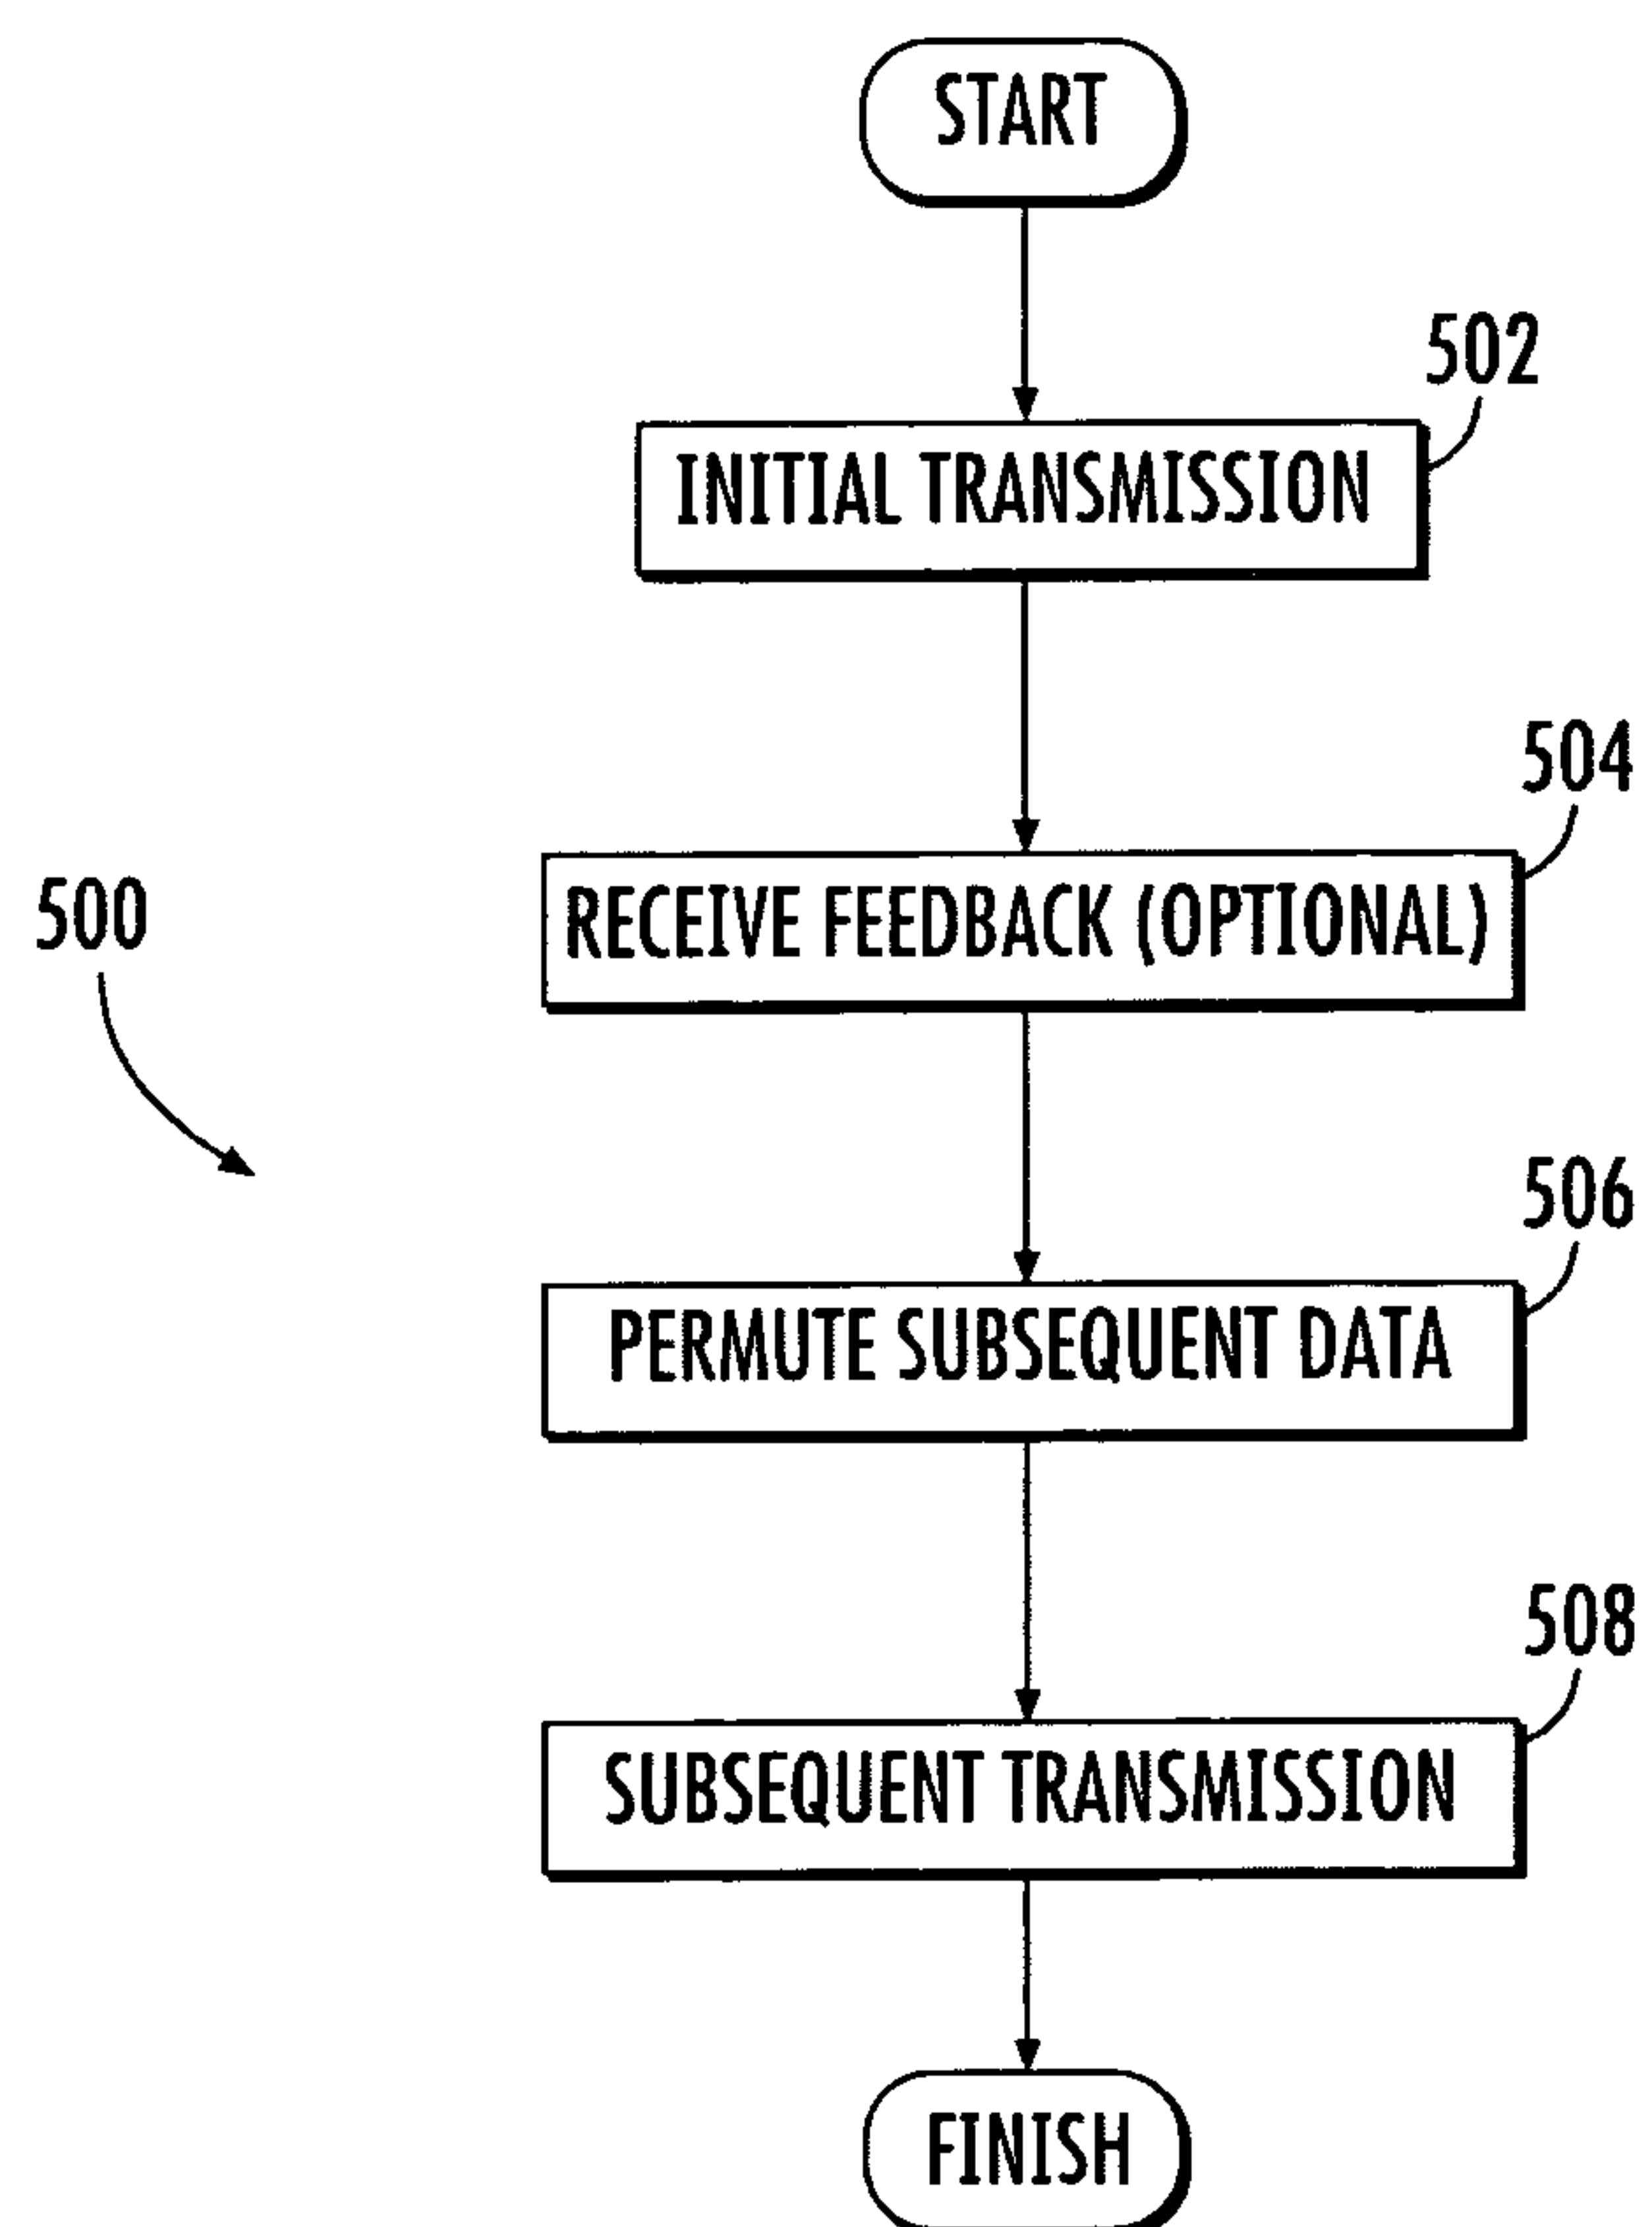 START
502
INITIAL TRANSMISSION
504
RECEIVE FEEDBACK (OPTIONAL)
500
506
PERMUTE SUBSEQUENT DATA
508
SUBSEQUENT TRANSMISSION
FINISH